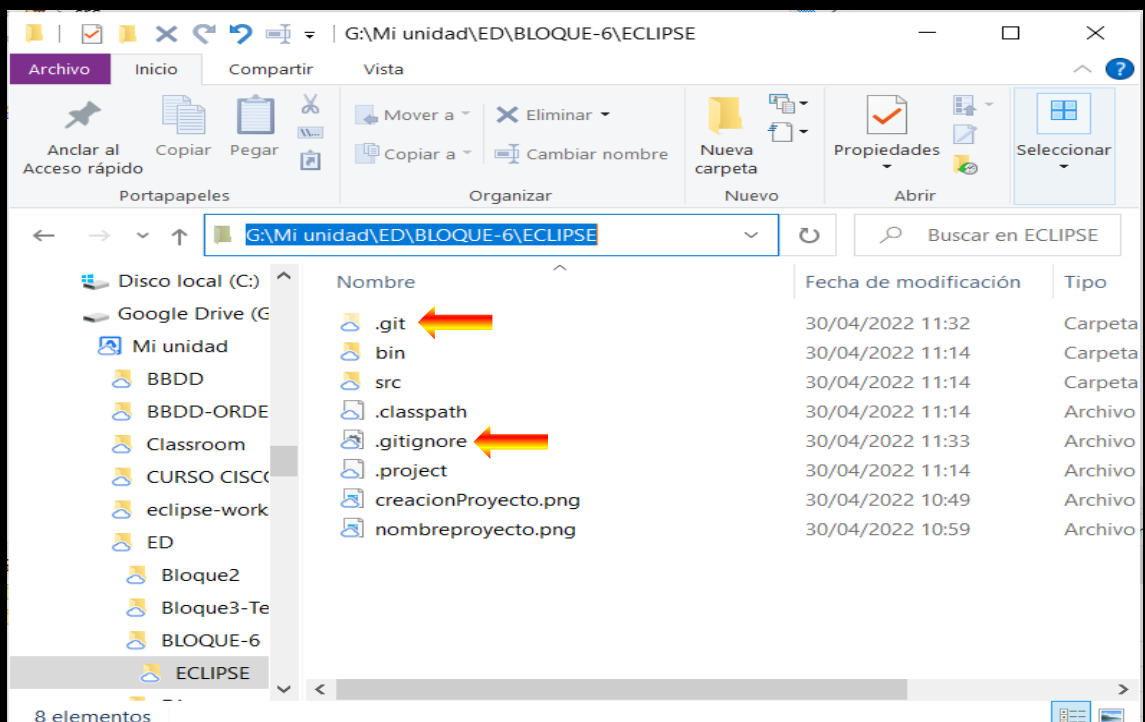 G:\Mi unidad\ED\BLOQUE-6\ECLIPSE
Archivo Inicio Compartir Vista
Anclar al
Acceso rápido
Copiar Pegar
Portapapeles
Mover a Eliminar
Copiar a Cambiar nombre
Organizar
Nueva
carpeta
Nuevo
Propiedades
Abrir
Seleccionar
G:\Mi unidad\ED\BLOQUE-6\ECLIPSE
Buscar en ECLIPSE
Disco local (C:)
Google Drive (G
Mi unidad
BBDD
BBDD-ORDE
Classroom
CURSO CISC
eclipse-work
ED
Bloque2
Bloque3-Te
BLOQUE-6
ECLIPSE
Nombre Fecha de modificación Tipo
.git 30/04/2022 11:32 Carpeta
bin 30/04/2022 11:14 Carpeta
src 30/04/2022 11:14 Carpeta
.classpath 30/04/2022 11:14 Archivo
.gitignore 30/04/2022 11:33 Archivo
.project 30/04/2022 11:14 Archivo
creacionProyecto.png 30/04/2022 10:49 Archivo
nombreproyecto.png 30/04/2022 10:59 Archivo
8 elementos